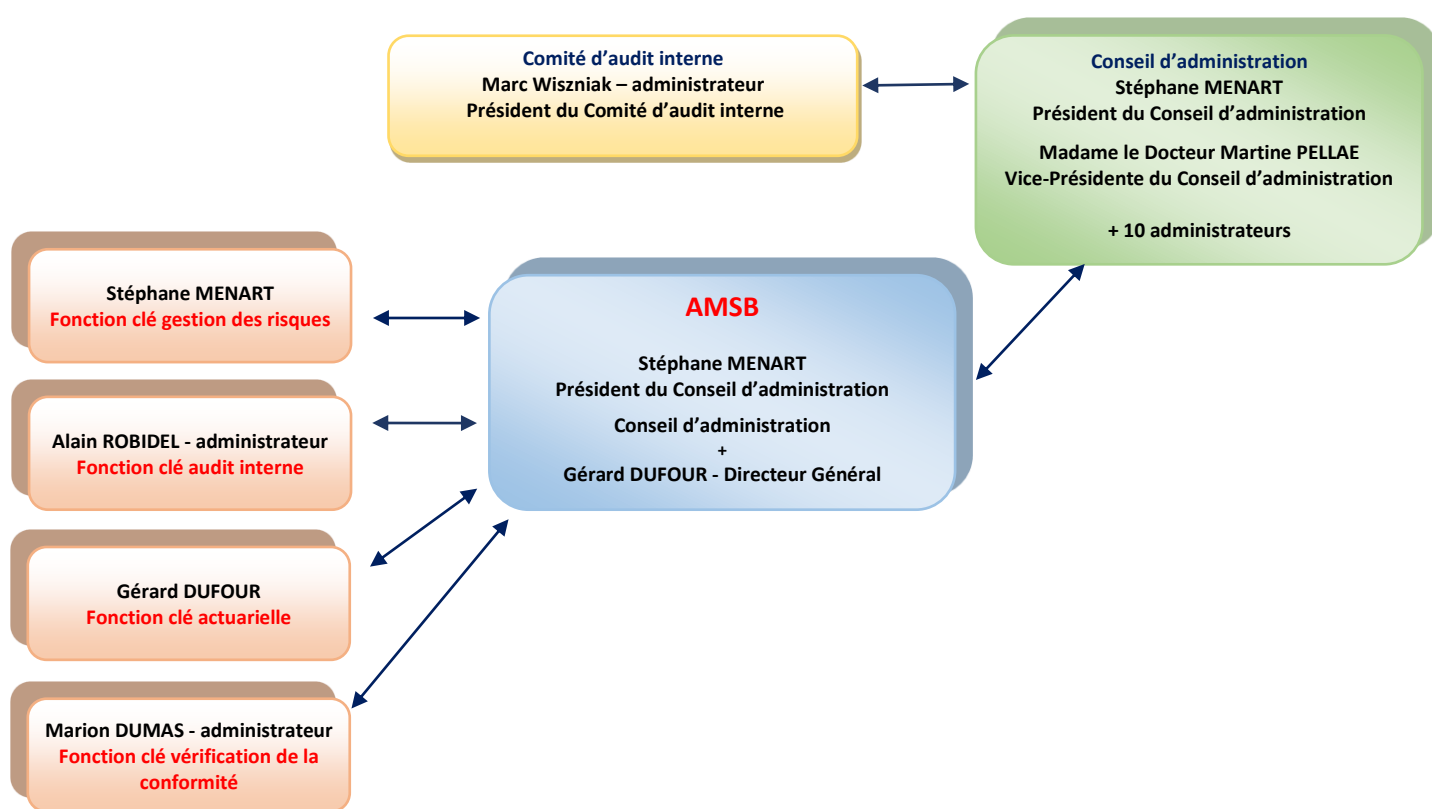 Comité d’audit interne
Marc Wiszniak – administrateur
Président du Comité d’audit interne
Conseil d’administration
Stéphane MENART
Président du Conseil d’administration
Madame le Docteur Martine PELLAE
Vice-Présidente du Conseil d’administration
+ 10 administrateurs
Stéphane MENART
Fonction clé gestion des risques
Alain ROBIDEL - administrateur
Fonction clé audit interne
Gérard DUFOUR
Fonction clé actuarielle
Marion DUMAS - administrateur
Fonction clé vérification de la
conformité
AMSB
Stéphane MENART
Président du Conseil d’administration
Conseil d’administration
+
Gérard DUFOUR - Directeur Général